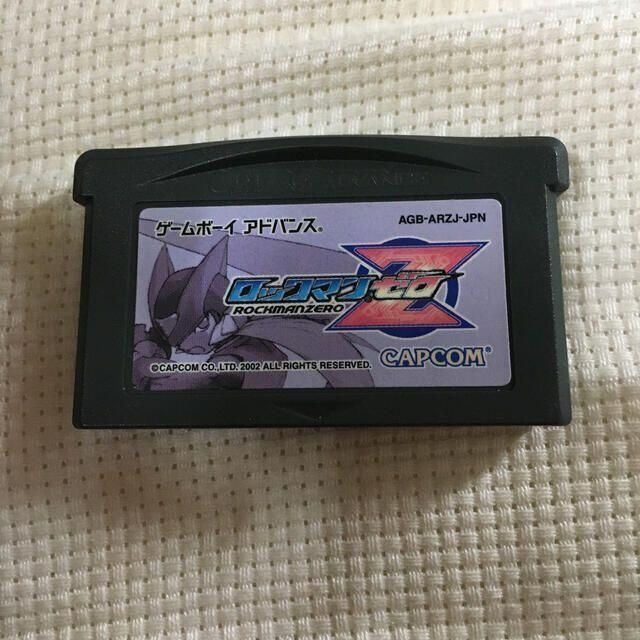 ゲームボーイ アドバンス®
AGB-ARZJ-JPN
ロックマンゼロ
ROCKMANZERO
Z
CAPCOM®
©CAPCOM CO., LTD. 2002 ALL RIGHTS RESERVED.